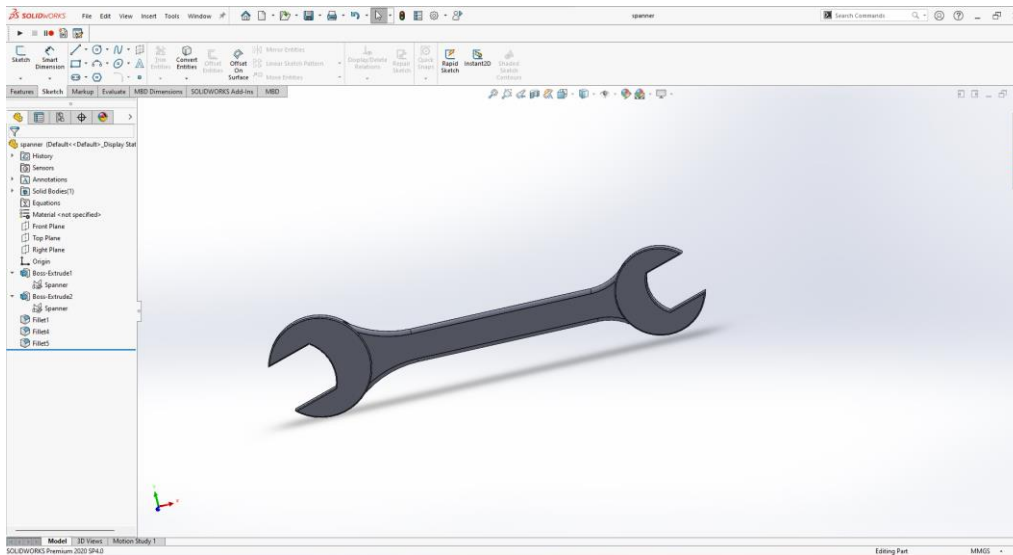 SOLIDWORKS File Edit View Insert Tools Window spanner Search Commands
Sketch Smart Dimension Trim Entities Convert Entities Offset Entities Offset On Surface Mirror Entities Linear Sketch Pattern Move Entities Display/Delete Relations Repair Sketch Quick Snaps Rapid Sketch Instant2D Shaded Sketch Contours
Features Sketch Markup Evaluate MBD Dimensions SOLIDWORKS Add-Ins MBD
spanner (Default<<Default>_Display Stat
History
Sensors
Annotations
Solid Bodies(1)
Equations
Material <not specified>
Front Plane
Top Plane
Right Plane
Origin
Boss-Extrude1
Spanner
Boss-Extrude2
Spanner
Fillet1
Fillet4
Fillet5
Model 3D Views Motion Study 1
SOLIDWORKS Premium 2020 SP4.0 Editing Part MMGS